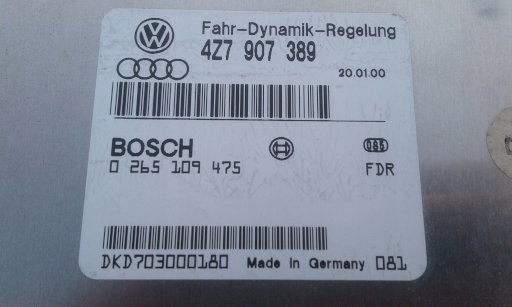 Fahr-Dynamik-Regelung
4Z7 907 389
20.01.00
BOSCH
0 265 109 475
085
FDR
DKD703000180 Made in Germany 081